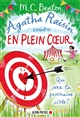 M.C. Beaton
Agatha Raisin
enquête
EN PLEIN CŒUR
Qui sera la
prochaine
cible ?
ALBIN MICHEL